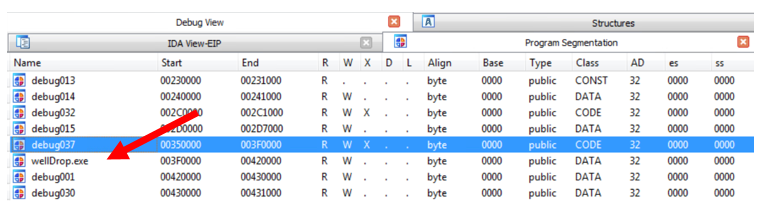 Debug View Structures
IDA View-EIP Program Segmentation
Name Start End R W X D L Align Base Type Class AD es ss
debug013 00230000 00231000 R . . . . byte 0000 public CONST 32 0000 0000
debug014 00240000 00241000 R W . . . byte 0000 public DATA 32 0000 0000
debug032 002C0000 002C1000 R W X . . byte 0000 public CODE 32 0000 0000
debug015 002D0000 002D7000 R W . . . byte 0000 public DATA 32 0000 0000
debug037 00350000 003F0000 R W X . . byte 0000 public CODE 32 0000 0000
wellDrop.exe 003F0000 00420000 R W . . . byte 0000 public DATA 32 0000 0000
debug001 00420000 00430000 R W . . . byte 0000 public DATA 32 0000 0000
debug030 00430000 00431000 R W . . . byte 0000 public DATA 32 0000 0000